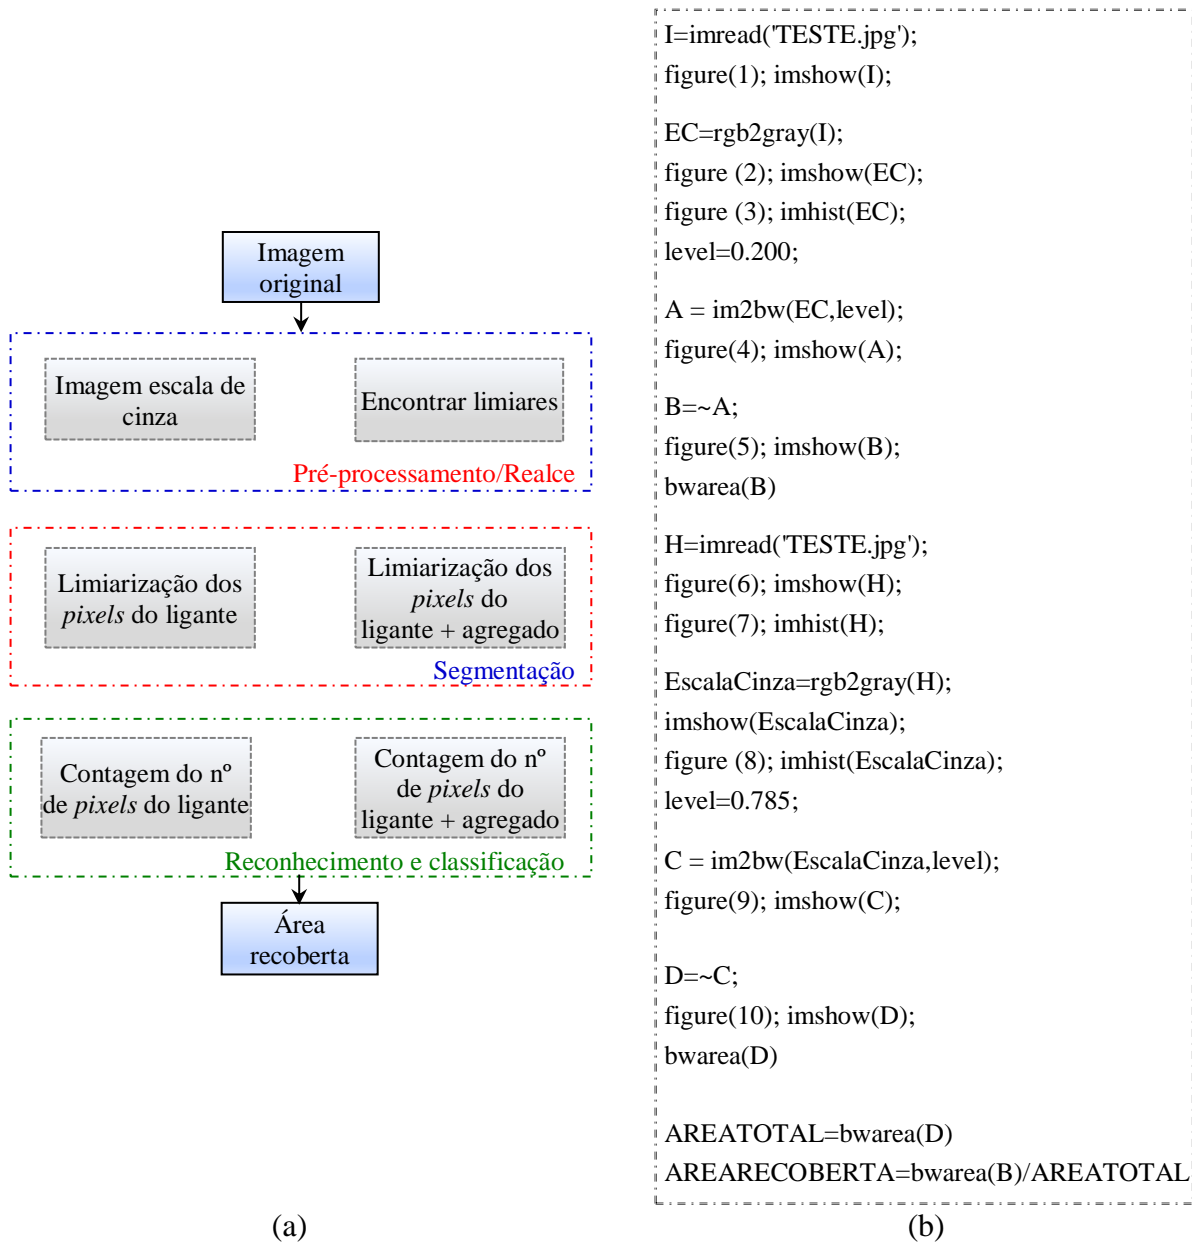 Imagem
original
Imagem escala de
cinza
Encontrar limiares
Pré-processamento/Realce
Limiarização dos
pixels do ligante
Limiarização dos
pixels do
ligante + agregado
Segmentação
Contagem do nº
de pixels do ligante
Contagem do nº
de pixels do
ligante + agregado
Reconhecimento e classificação
Área
recoberta
(a)
I=imread('TESTE.jpg');
figure(1); imshow(I);
EC=rgb2gray(I);
figure (2); imshow(EC);
figure (3); imhist(EC);
level=0.200;
A = im2bw(EC,level);
figure(4); imshow(A);
B=~A;
figure(5); imshow(B);
bwarea(B)
H=imread('TESTE.jpg');
figure(6); imshow(H);
figure(7); imhist(H);
EscalaCinza=rgb2gray(H);
imshow(EscalaCinza);
figure (8); imhist(EscalaCinza);
level=0.785;
C = im2bw(EscalaCinza,level);
figure(9); imshow(C);
D=~C;
figure(10); imshow(D);
bwarea(D)
AREATOTAL=bwarea(D)
AREARECOBERTA=bwarea(B)/AREATOTAL
(b)